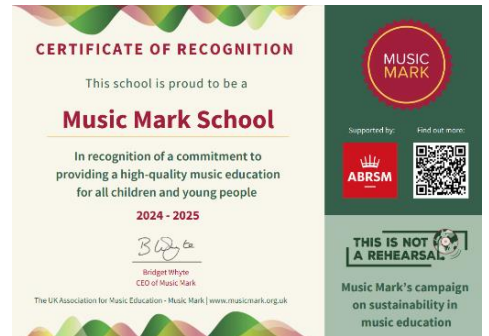 CERTIFICATE OF RECOGNITION
This school is proud to be a
Music Mark School
In recognition of a commitment to
providing a high-quality music education
for all children and young people
2024 - 2025
B Whyte
Bridget Whyte
CEO of Music Mark
The UK Association for Music Education - Music Mark | www.musicmark.org.uk
MUSIC
MARK
Supported by:
Find out more:
ABRSM
THIS IS NOT
A REHEARSAL
Music Mark's campaign
on sustainability in
music education